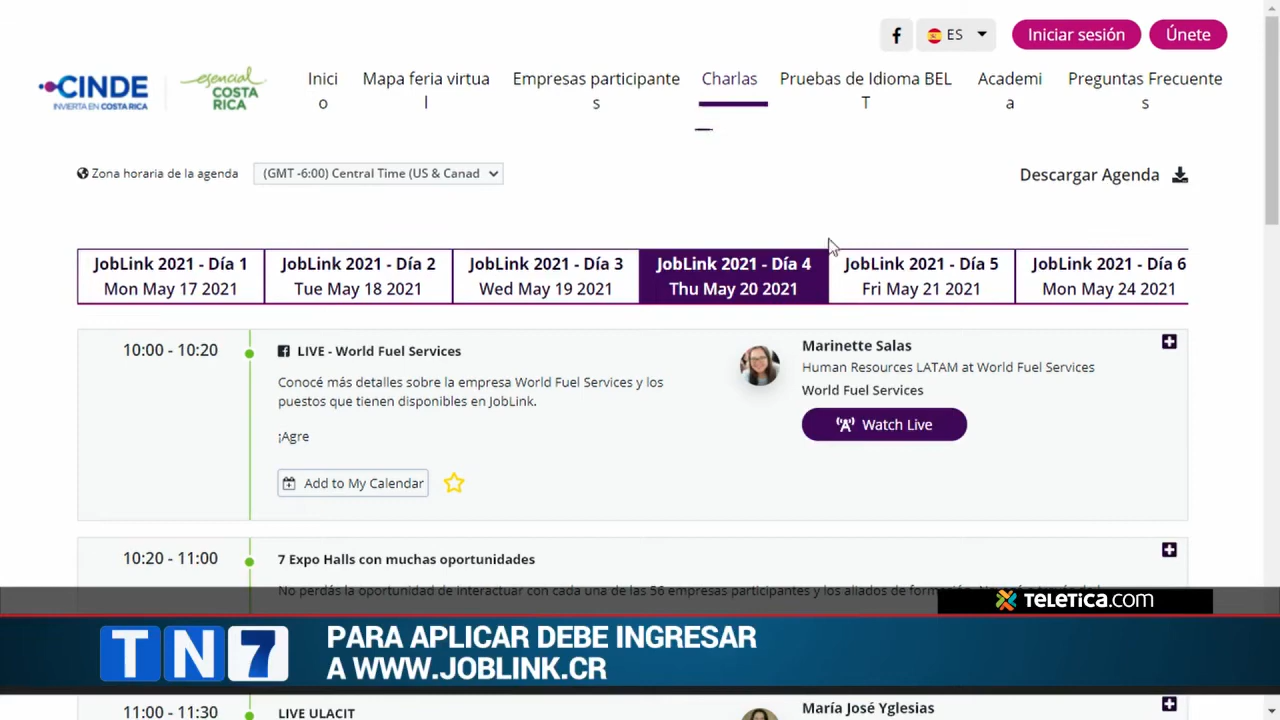 ES
Iniciar sesión
Únete
CINDE
INVIERTA EN COSTA RICA
esencial
COSTA
RICA
Inici
o
Mapa feria virtua
l
Empresas participante
s
Charlas
Pruebas de Idioma BEL
T
Academi
a
Preguntas Frecuente
s
Zona horaria de la agenda
(GMT -6:00) Central Time (US & Canad
Descargar Agenda
JobLink 2021 - Día 1
Mon May 17 2021
JobLink 2021 - Día 2
Tue May 18 2021
JobLink 2021 - Día 3
Wed May 19 2021
JobLink 2021 - Día 4
Thu May 20 2021
JobLink 2021 - Día 5
Fri May 21 2021
JobLink 2021 - Día 6
Mon May 24 2021
10:00 - 10:20
LIVE - World Fuel Services
Conocé más detalles sobre la empresa World Fuel Services y los
puestos que tienen disponibles en JobLink.
¡Agre
Add to My Calendar
Marinette Salas
Human Resources LATAM at World Fuel Services
World Fuel Services
Watch Live
10:20 - 11:00
7 Expo Halls con muchas oportunidades
No perdás la oportunidad de interactuar con cada una de las 56 empresas participantes y los aliados de formación.
TELETICA.com
TN7
PARA APLICAR DEBE INGRESAR
A WWW.JOBLINK.CR
11:00 - 11:30
LIVE ULACIT
María José Yglesias